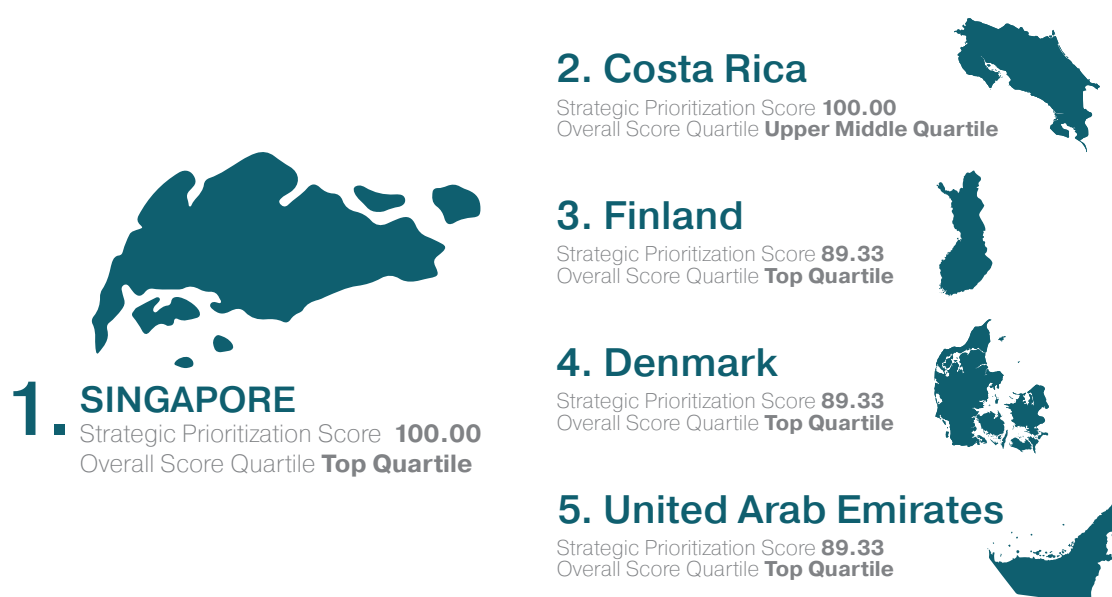 1. SINGAPORE
Strategic Prioritization Score 100.00
Overall Score Quartile Top Quartile
2. Costa Rica
Strategic Prioritization Score 100.00
Overall Score Quartile Upper Middle Quartile
3. Finland
Strategic Prioritization Score 89.33
Overall Score Quartile Top Quartile
4. Denmark
Strategic Prioritization Score 89.33
Overall Score Quartile Top Quartile
5. United Arab Emirates
Strategic Prioritization Score 89.33
Overall Score Quartile Top Quartile